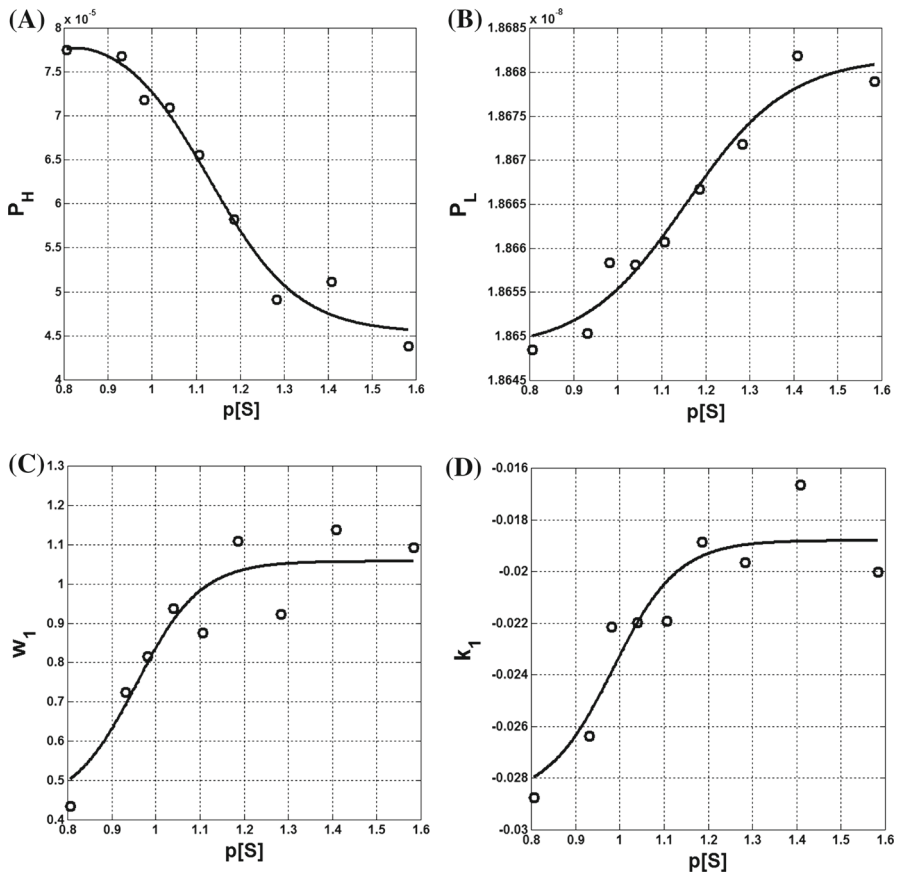 (A)
8 x 10⁻⁵
7.5
7
6.5
6
5.5
5
4.5
4
P_H
0.8 0.9 1 1.1 1.2 1.3 1.4 1.5 1.6
p[S]
(B)
1.8685 x 10⁻⁸
1.868
1.8675
1.867
1.8665
1.866
1.8655
1.865
1.8645
P_L
0.8 0.9 1 1.1 1.2 1.3 1.4 1.5 1.6
p[S]
(C)
1.3
1.2
1.1
1
0.9
0.8
0.7
0.6
0.5
0.4
w_1
0.8 0.9 1 1.1 1.2 1.3 1.4 1.5 1.6
p[S]
(D)
-0.016
-0.018
-0.02
-0.022
-0.024
-0.026
-0.028
-0.03
k_1
0.8 0.9 1 1.1 1.2 1.3 1.4 1.5 1.6
p[S]